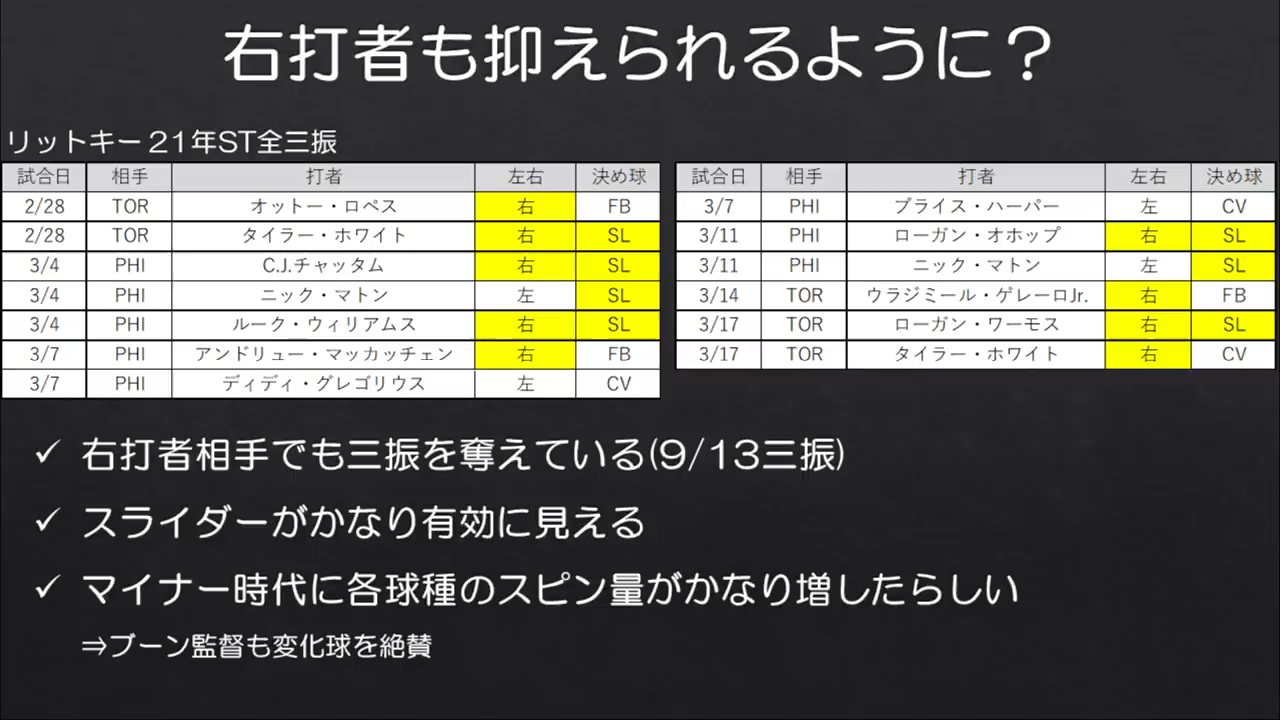 右打者も抑えられるように？
リットキー２１年ST全三振
試合日 相手 打者 左右 決め球
2/28 TOR オットー・ロペス 右 FB
2/28 TOR タイラー・ホワイト 右 SL
3/4 PHI C.J.チャッタム 右 SL
3/4 PHI ニック・マトン 左 SL
3/4 PHI ルーク・ウィリアムス 右 SL
3/7 PHI アンドリュー・マッカッチェン 右 FB
3/7 PHI ディディ・グレゴリウス 左 CV
試合日 相手 打者 左右 決め球
3/7 PHI ブライス・ハーパー 左 CV
3/11 PHI ローガン・オホップ 右 SL
3/11 PHI ニック・マトン 左 SL
3/14 TOR ウラジミール・ゲレーロJr. 右 FB
3/17 TOR ローガン・ワーモス 右 SL
3/17 TOR タイラー・ホワイト 右 CV
✓ 右打者相手でも三振を奪えている(9/13三振)
✓ スライダーがかなり有効に見える
✓ マイナー時代に各球種のスピン量がかなり増したらしい
⇒ブーン監督も変化球を絶賛